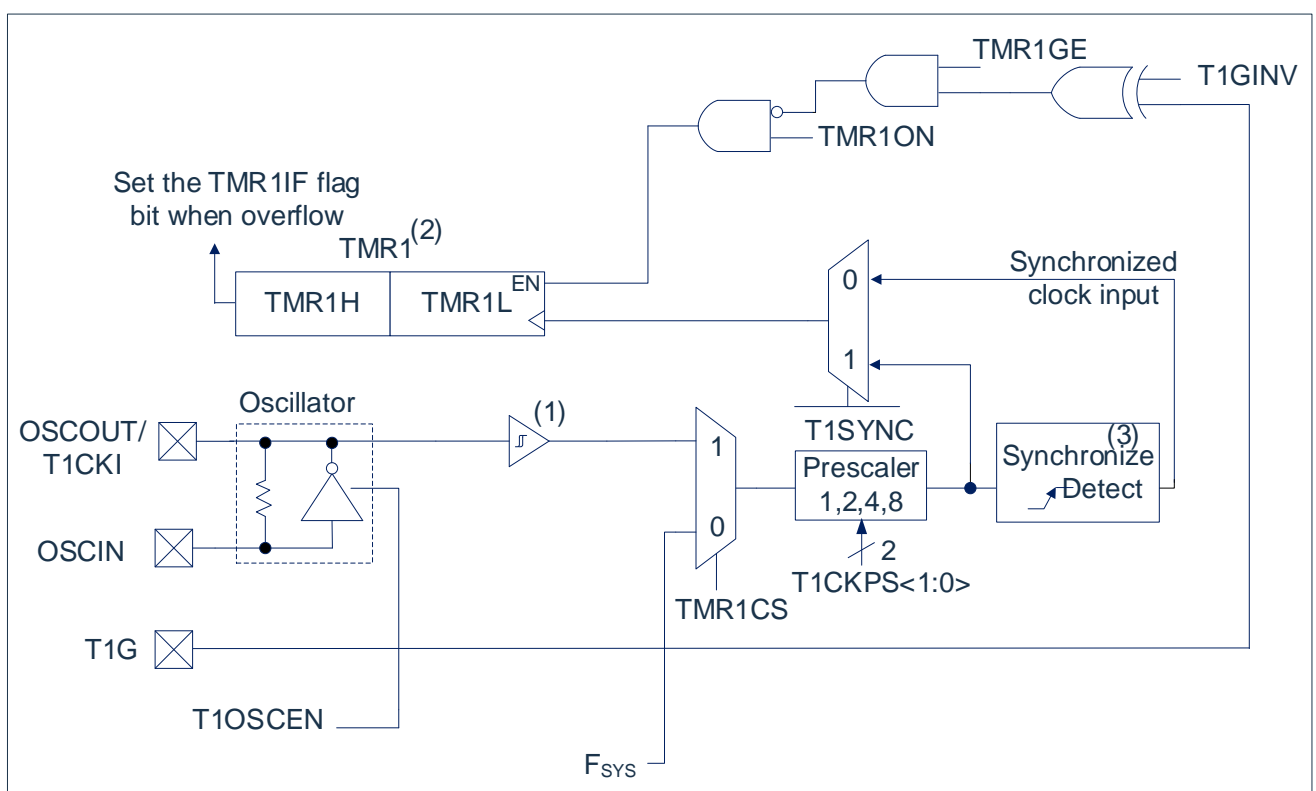 TMR1GE
T1GINV
TMR1ON
Set the TMR1IF flag
bit when overflow
TMR1(2)
EN
TMR1H
TMR1L
0
1
Synchronized
clock input
T1SYNC
Oscillator
(1)
OSCOUT/
T1CKI
OSCIN
1
0
TMR1CS
Prescaler
1,2,4,8
2
T1CKPS<1:0>
(3)
Synchronize
Detect
T1G
T1OSCEN
FSYS